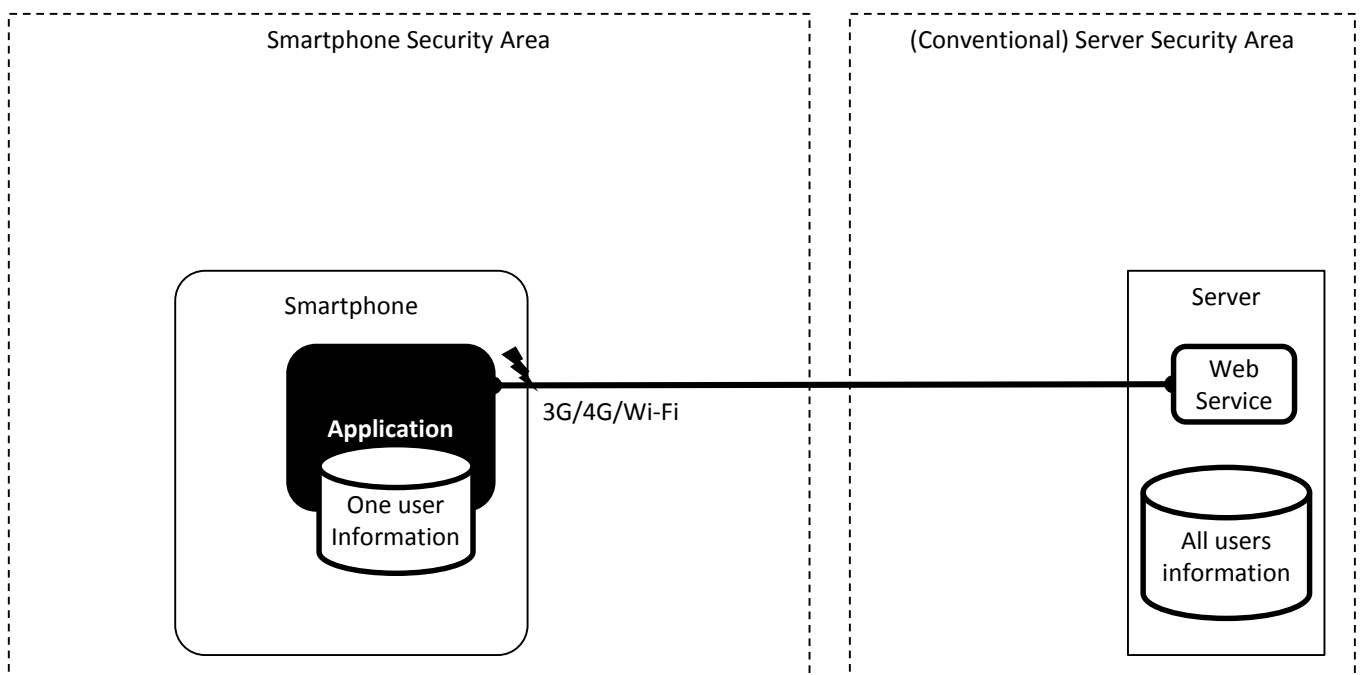 Smartphone Security Area
(Conventional) Server Security Area
Smartphone
Application
One user
Information
3G/4G/Wi-Fi
Server
Web
Service
All users
information